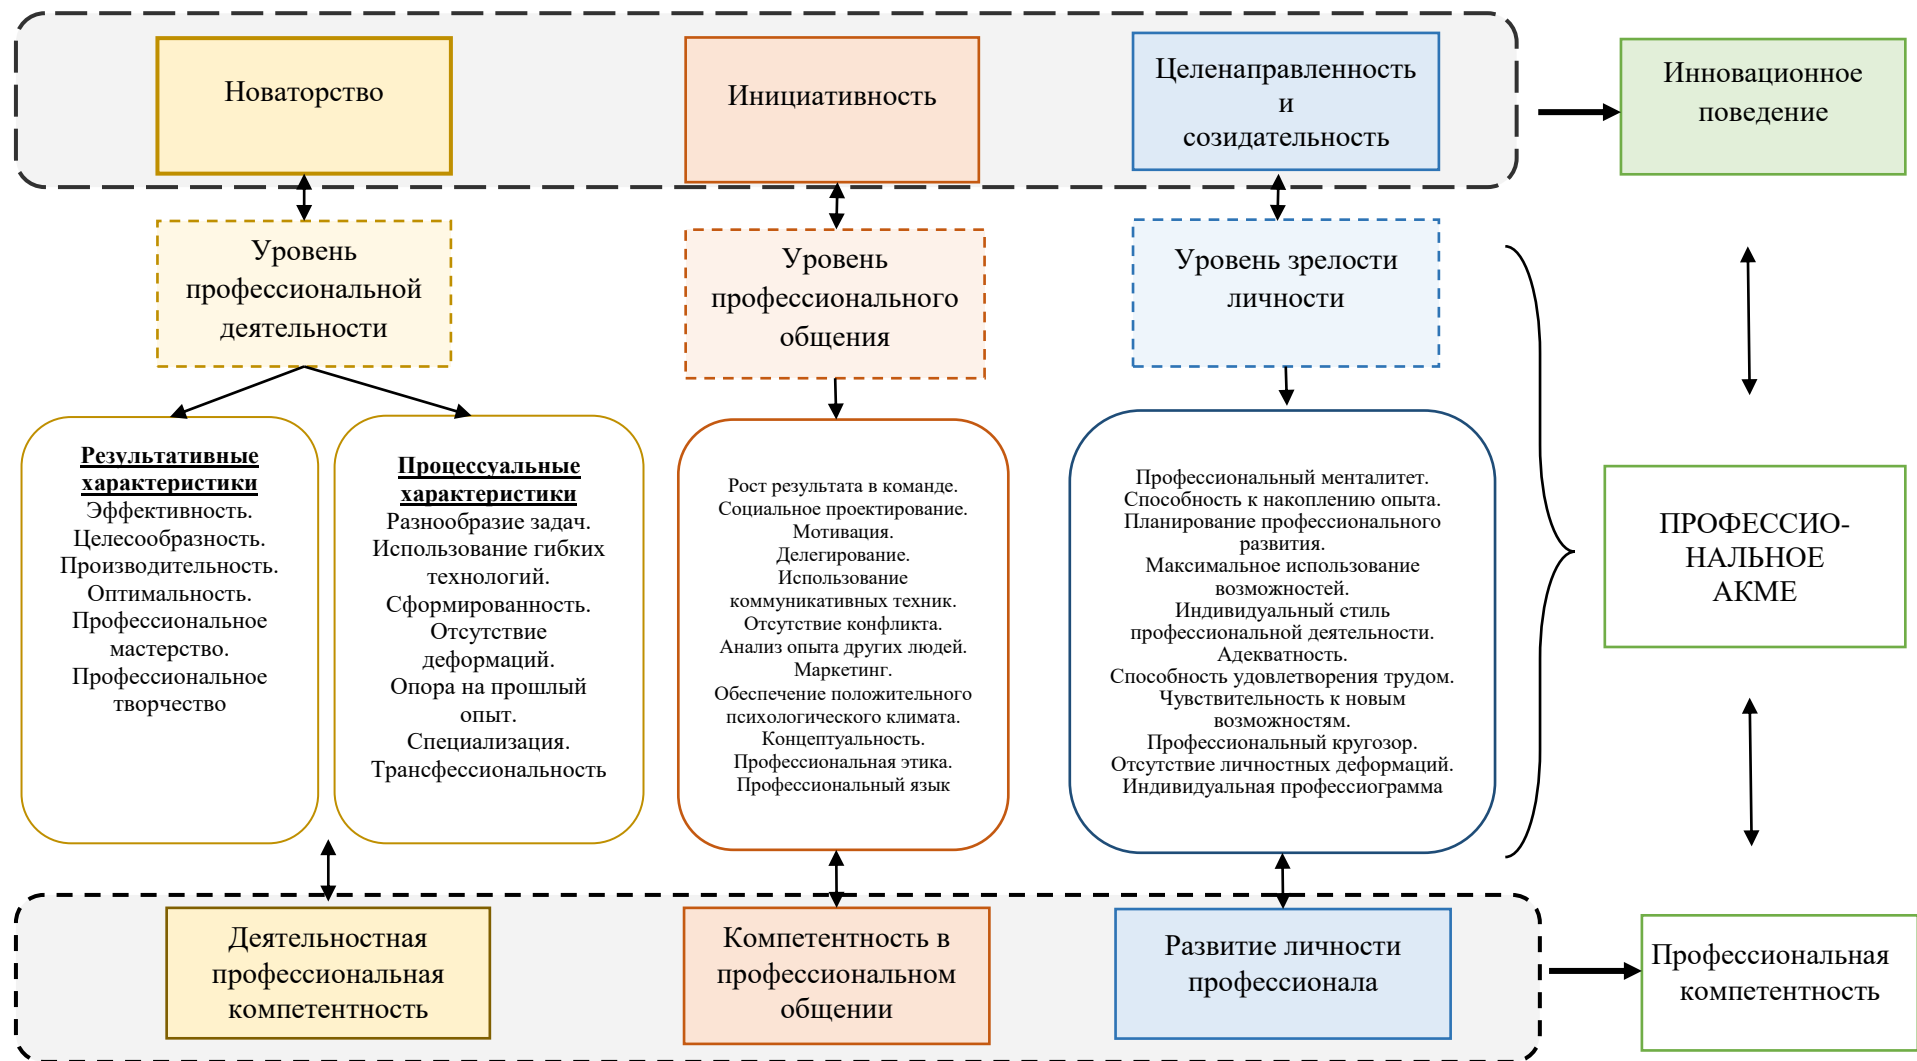 Новаторство
Инициативность
Целенаправленность
и
созидательность
Инновационное
поведение
Уровень
профессиональной
деятельности
Уровень
профессионального
общения
Уровень зрелости
личности
Результативные
характеристики
Эффективность.
Целесообразность.
Производительность.
Оптимальность.
Профессиональное
мастерство.
Профессиональное
творчество
Процессуальные
характеристики
Разнообразие задач.
Использование гибких
технологий.
Сформированность.
Отсутствие
деформаций.
Опора на прошлый
опыт.
Специализация.
Трансфессиональность
Рост результата в команде.
Социальное проектирование.
Мотивация.
Делегирование.
Использование
коммуникативных техник.
Отсутствие конфликта.
Анализ опыта других людей.
Маркетинг.
Обеспечение положительного
психологического климата.
Концептуальность.
Профессиональная этика.
Профессиональный язык
Профессиональный менталитет.
Способность к накоплению опыта.
Планирование профессионального
развития.
Максимальное использование
возможностей.
Индивидуальный стиль
профессиональной деятельности.
Адекватность.
Способность удовлетворения трудом.
Чувствительность к новым
возможностям.
Профессиональный кругозор.
Отсутствие личностных деформаций.
Индивидуальная профессиограмма
ПРОФЕССИО-
НАЛЬНОЕ
АКМЕ
Деятельностная
профессиональная
компетентность
Компетентность в
профессиональном
общении
Развитие личности
профессионала
Профессиональная
компетентность